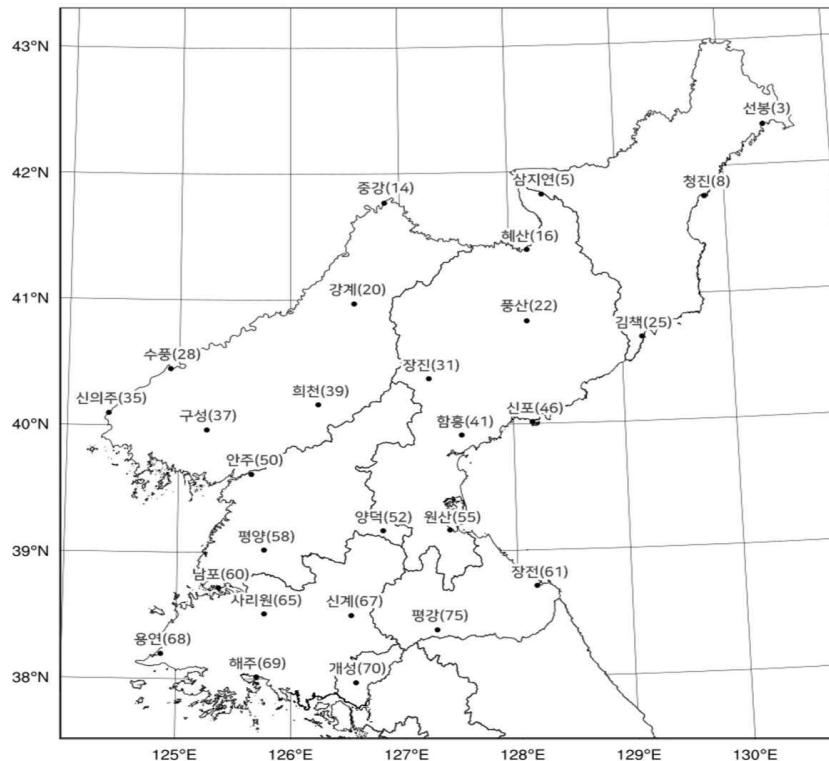 43°N
선봉(3)
42°N
삼지연(5)
청진(8)
중강(14)
혜산(16)
41°N
강계(20)
풍산(22)
김책(25)
수풍(28)
장진(31)
신의주(35)
희천(39)
구성(37)
신포(46)
함흥(41)
40°N
안주(50)
양덕(52)
원산(55)
평양(58)
39°N
남포(60)
장전(61)
사리원(65)
신계(67)
평강(75)
용연(68)
38°N
해주(69)
개성(70)
125°E 126°E 127°E 128°E 129°E 130°E